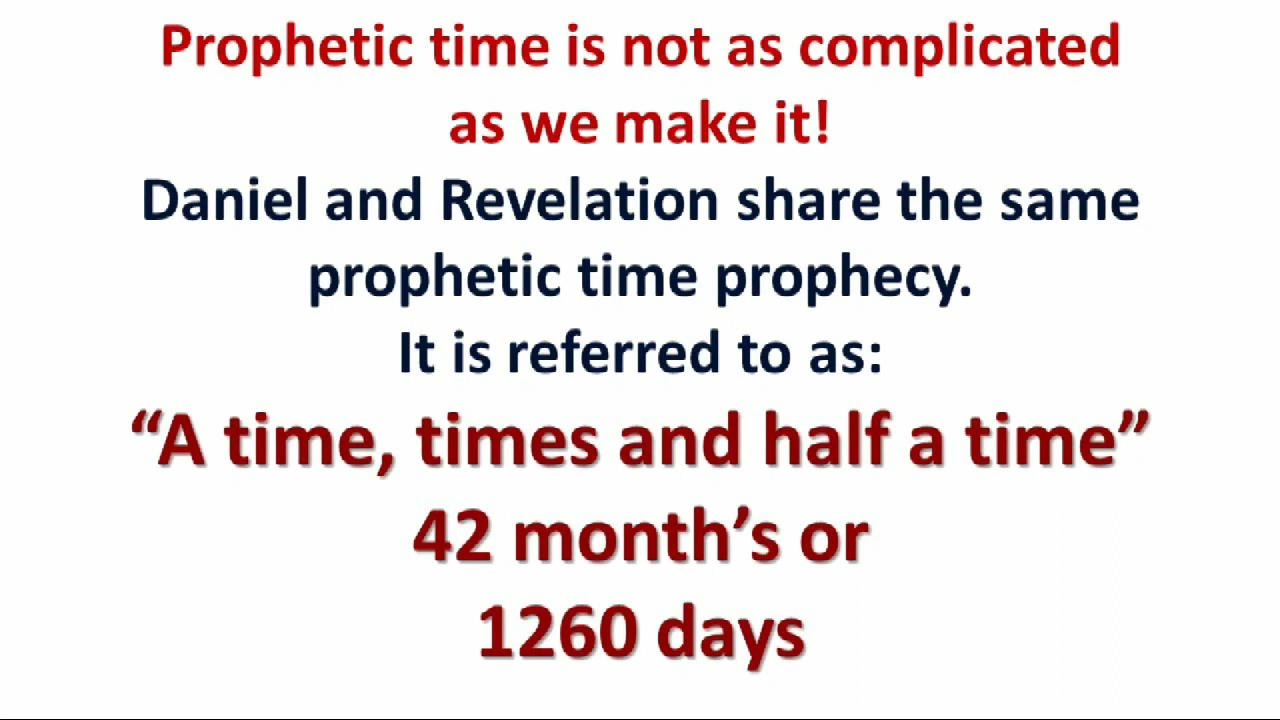 Prophetic time is not as complicated
as we make it!
Daniel and Revelation share the same
prophetic time prophecy.
It is referred to as:
“A time, times and half a time”
42 month’s or
1260 days